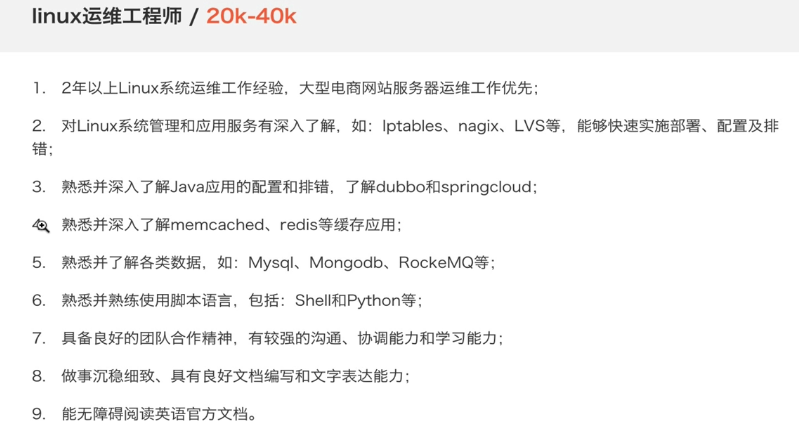 linux运维工程师 / 20k-40k
1. 2年以上Linux系统运维工作经验，大型电商网站服务器运维工作优先；
2. 对Linux系统管理和应用服务有深入了解，如：Iptables、nagix、LVS等，能够快速实施部署、配置及排
错；
3. 熟悉并深入了解Java应用的配置和排错，了解dubbo和springcloud；
熟悉并深入了解memcached、redis等缓存应用；
5. 熟悉并了解各类数据，如：Mysql、Mongodb、RockeMQ等；
6. 熟悉并熟练使用脚本语言，包括：Shell和Python等；
7. 具备良好的团队合作精神，有较强的沟通、协调能力和学习能力；
8. 做事沉稳细致、具有良好文档编写和文字表达能力；
9. 能无障碍阅读英语官方文档。